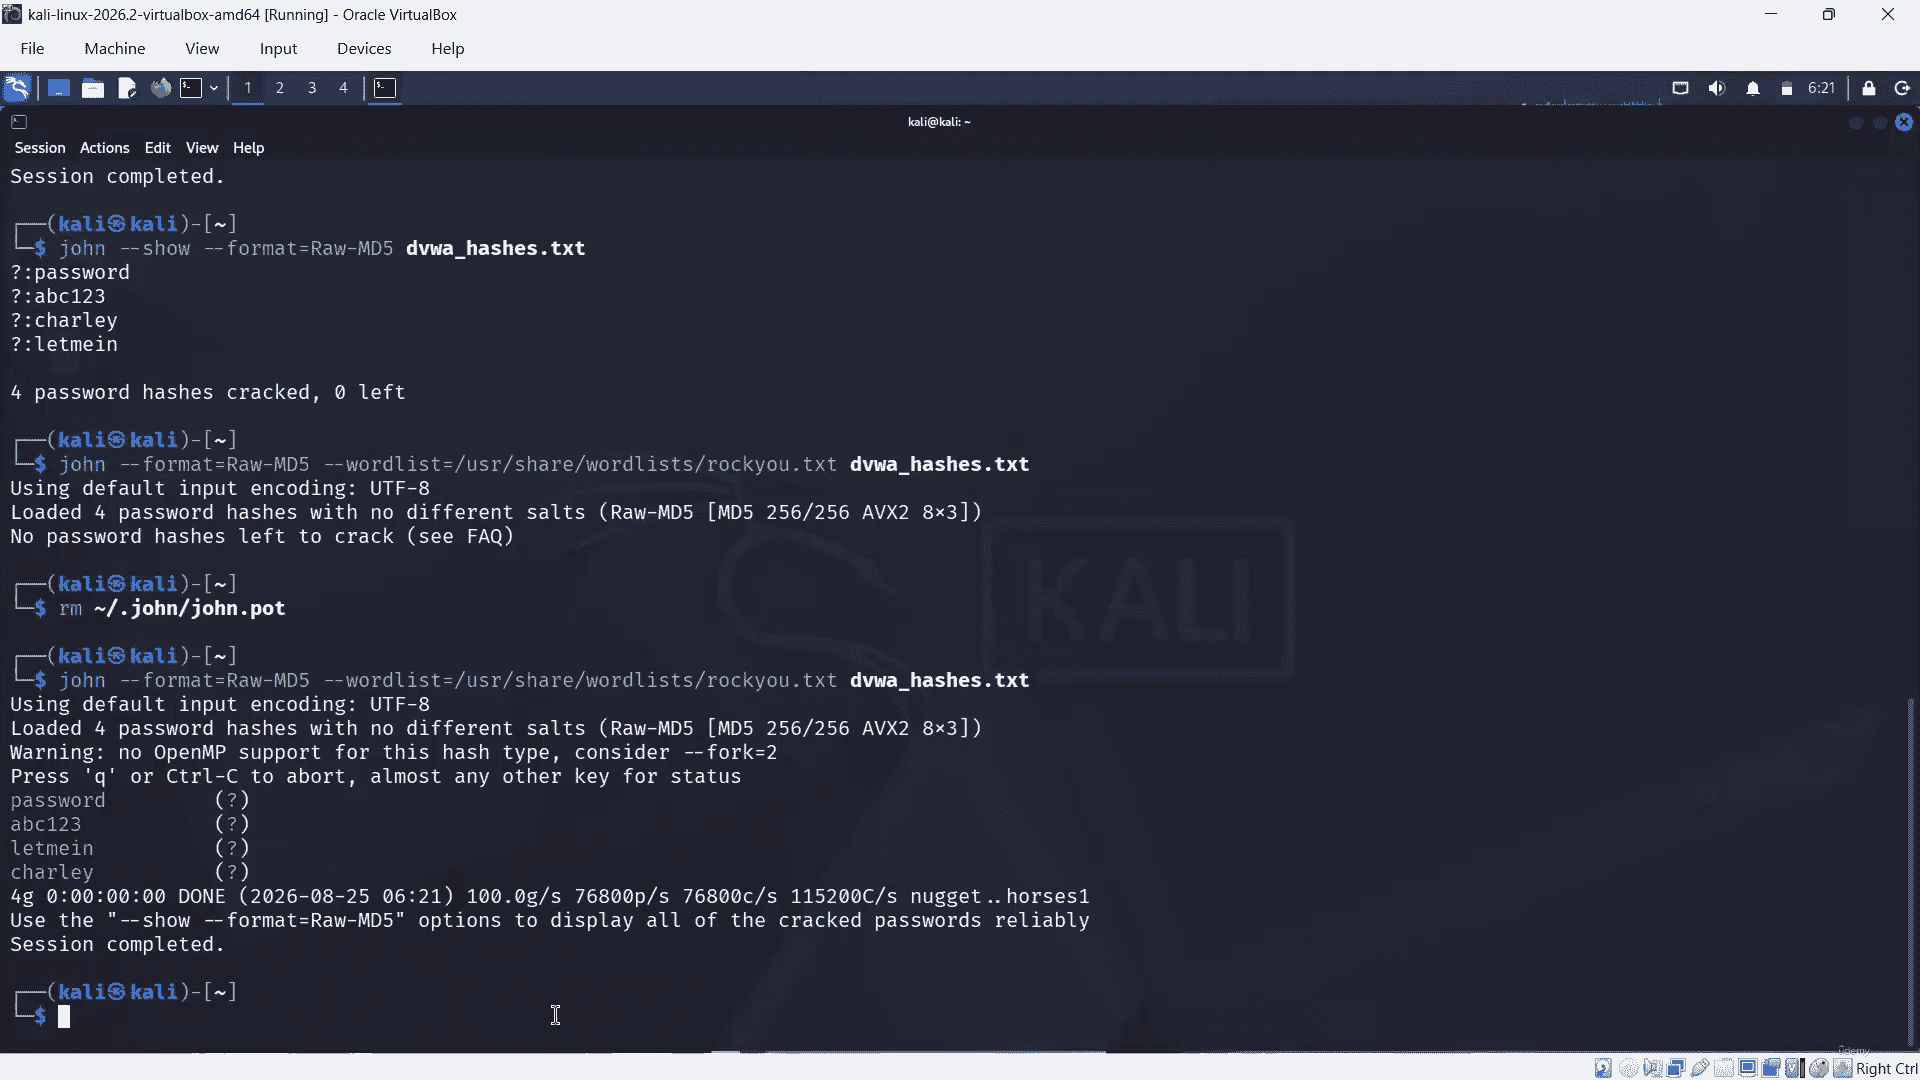 kali-linux-2026.2-virtualbox-amd64 [Running] - Oracle VirtualBox
File Machine View Input Devices Help
1 2 3 4 6:21
kali@kali: ~
Session Actions Edit View Help
Session completed.
┌──(kali㉿kali)-[~]
└─$ john --show --format=Raw-MD5 dvwa_hashes.txt
?:password
?:abc123
?:charley
?:letmein
4 password hashes cracked, 0 left
┌──(kali㉿kali)-[~]
└─$ john --format=Raw-MD5 --wordlist=/usr/share/wordlists/rockyou.txt dvwa_hashes.txt
Using default input encoding: UTF-8
Loaded 4 password hashes with no different salts (Raw-MD5 [MD5 256/256 AVX2 8×3])
No password hashes left to crack (see FAQ)
┌──(kali㉿kali)-[~]
└─$ rm ~/.john/john.pot
┌──(kali㉿kali)-[~]
└─$ john --format=Raw-MD5 --wordlist=/usr/share/wordlists/rockyou.txt dvwa_hashes.txt
Using default input encoding: UTF-8
Loaded 4 password hashes with no different salts (Raw-MD5 [MD5 256/256 AVX2 8×3])
Warning: no OpenMP support for this hash type, consider --fork=2
Press 'q' or Ctrl-C to abort, almost any other key for status
password (?)
abc123 (?)
letmein (?)
charley (?)
4g 0:00:00:00 DONE (2026-08-25 06:21) 100.0g/s 76800p/s 76800c/s 115200C/s nugget..horses1
Use the "--show --format=Raw-MD5" options to display all of the cracked passwords reliably
Session completed.
┌──(kali㉿kali)-[~]
└─$
KALI
udemy
Right Ctrl